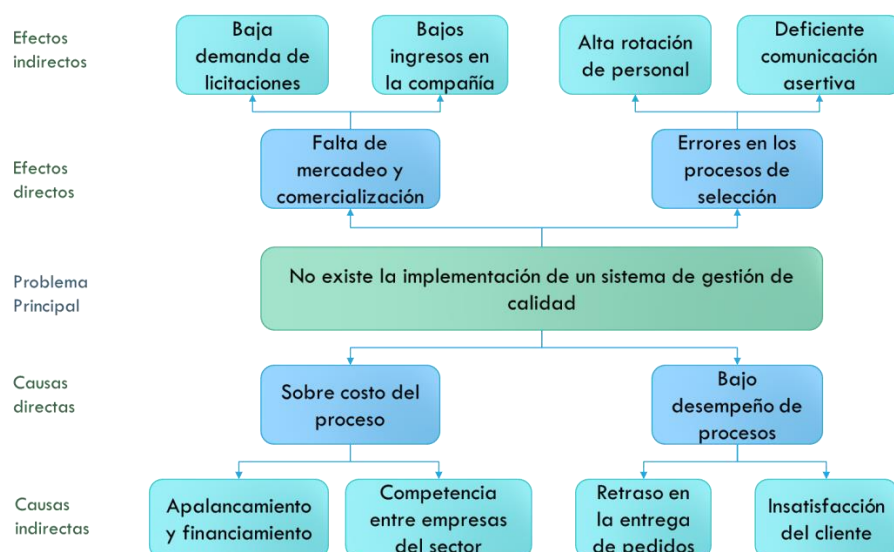 Efectos
indirectos
Baja
demanda de
licitaciones
Bajos
ingresos en
la compañía
Alta rotación
de personal
Deficiente
comunicación
asertiva
Efectos
directos
Falta de
mercadeo y
comercialización
Errores en los
procesos de
selección
Problema
Principal
No existe la implementación de un sistema de gestión de
calidad
Causas
directas
Sobre costo del
proceso
Bajo
desempeño de
procesos
Causas
indirectas
Apalancamiento
y financiamiento
Competencia
entre empresas
del sector
Retraso en
la entrega
de pedidos
Insatisfacción
del cliente